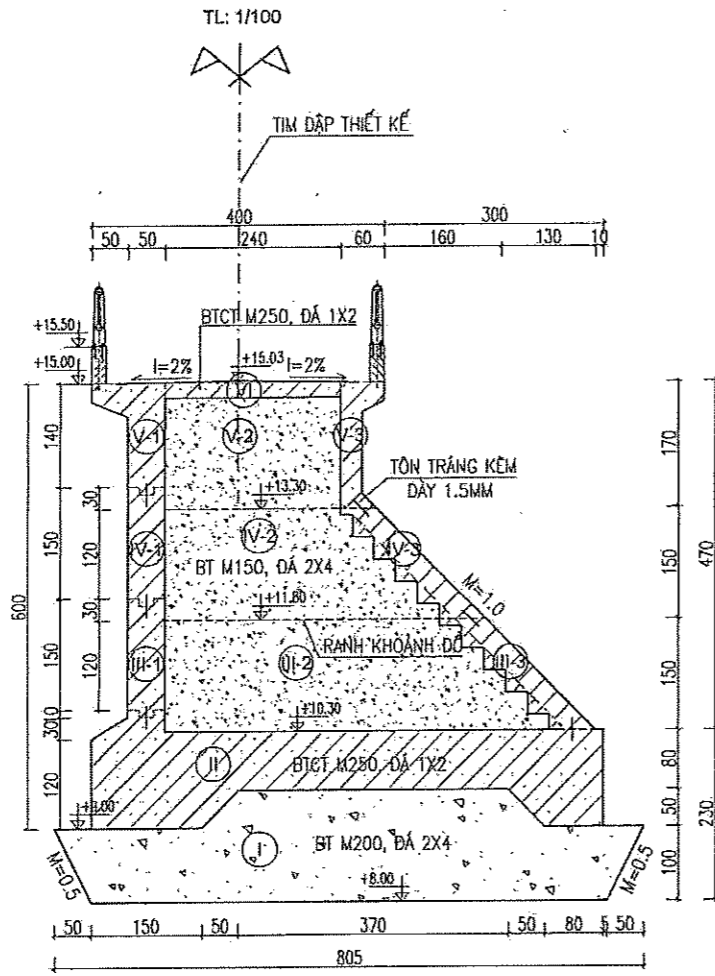 TL: 1/100
TIM ĐẬP THIẾT KẾ
400
300
50
50
240
60
160
130
10
+15.50
BTCT M250, ĐÁ 1X2
+15.00
I=2%
+15.03
I=2%
VI
V-1
V-2
V-3
TÔN TRÁNG KẼM
DÀY 1.5MM
+13.30
IV-1
IV-2
IV-3
BT M150, ĐÁ 2X4
M=1.0
+11.80
RANH KHOẢNH ĐỔ
III-1
III-2
III-3
+10.30
II
BTCT M250, ĐÁ 1X2
I
BT M200, ĐÁ 2X4
+8.00
M=0.5
M=0.5
600
140
150
150
30
10
120
30
120
30
120
170
150
150
80
50
100
470
230
50
150
50
370
50
80
5
50
805